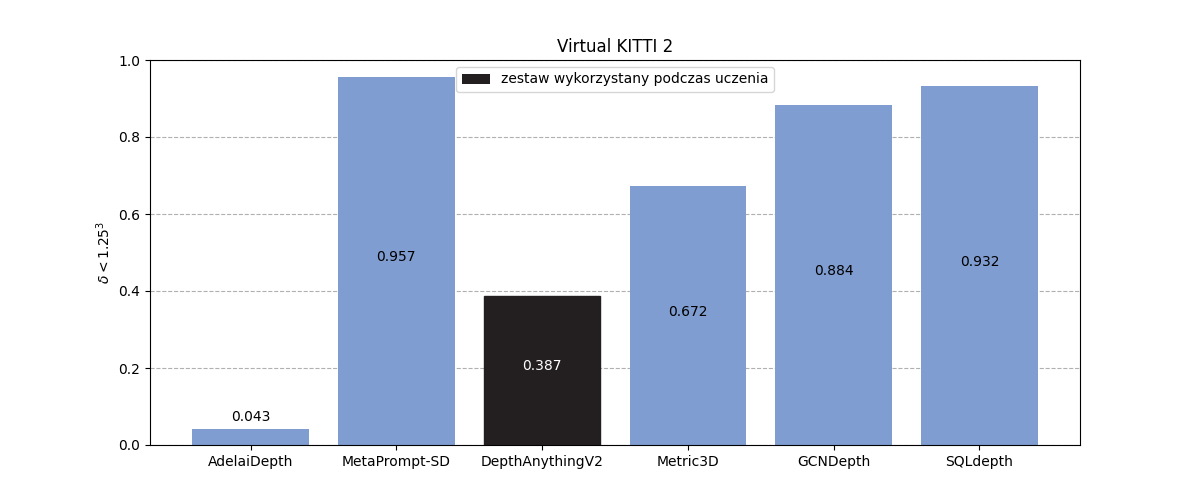 Virtual KITTI 2
zestaw wykorzystany podczas uczenia
δ < 1.25³
1.0
0.8
0.6
0.4
0.2
0.0
0.043
0.957
0.387
0.672
0.884
0.932
AdelaiDepth
MetaPrompt-SD
DepthAnythingV2
Metric3D
GCNDepth
SQLdepth